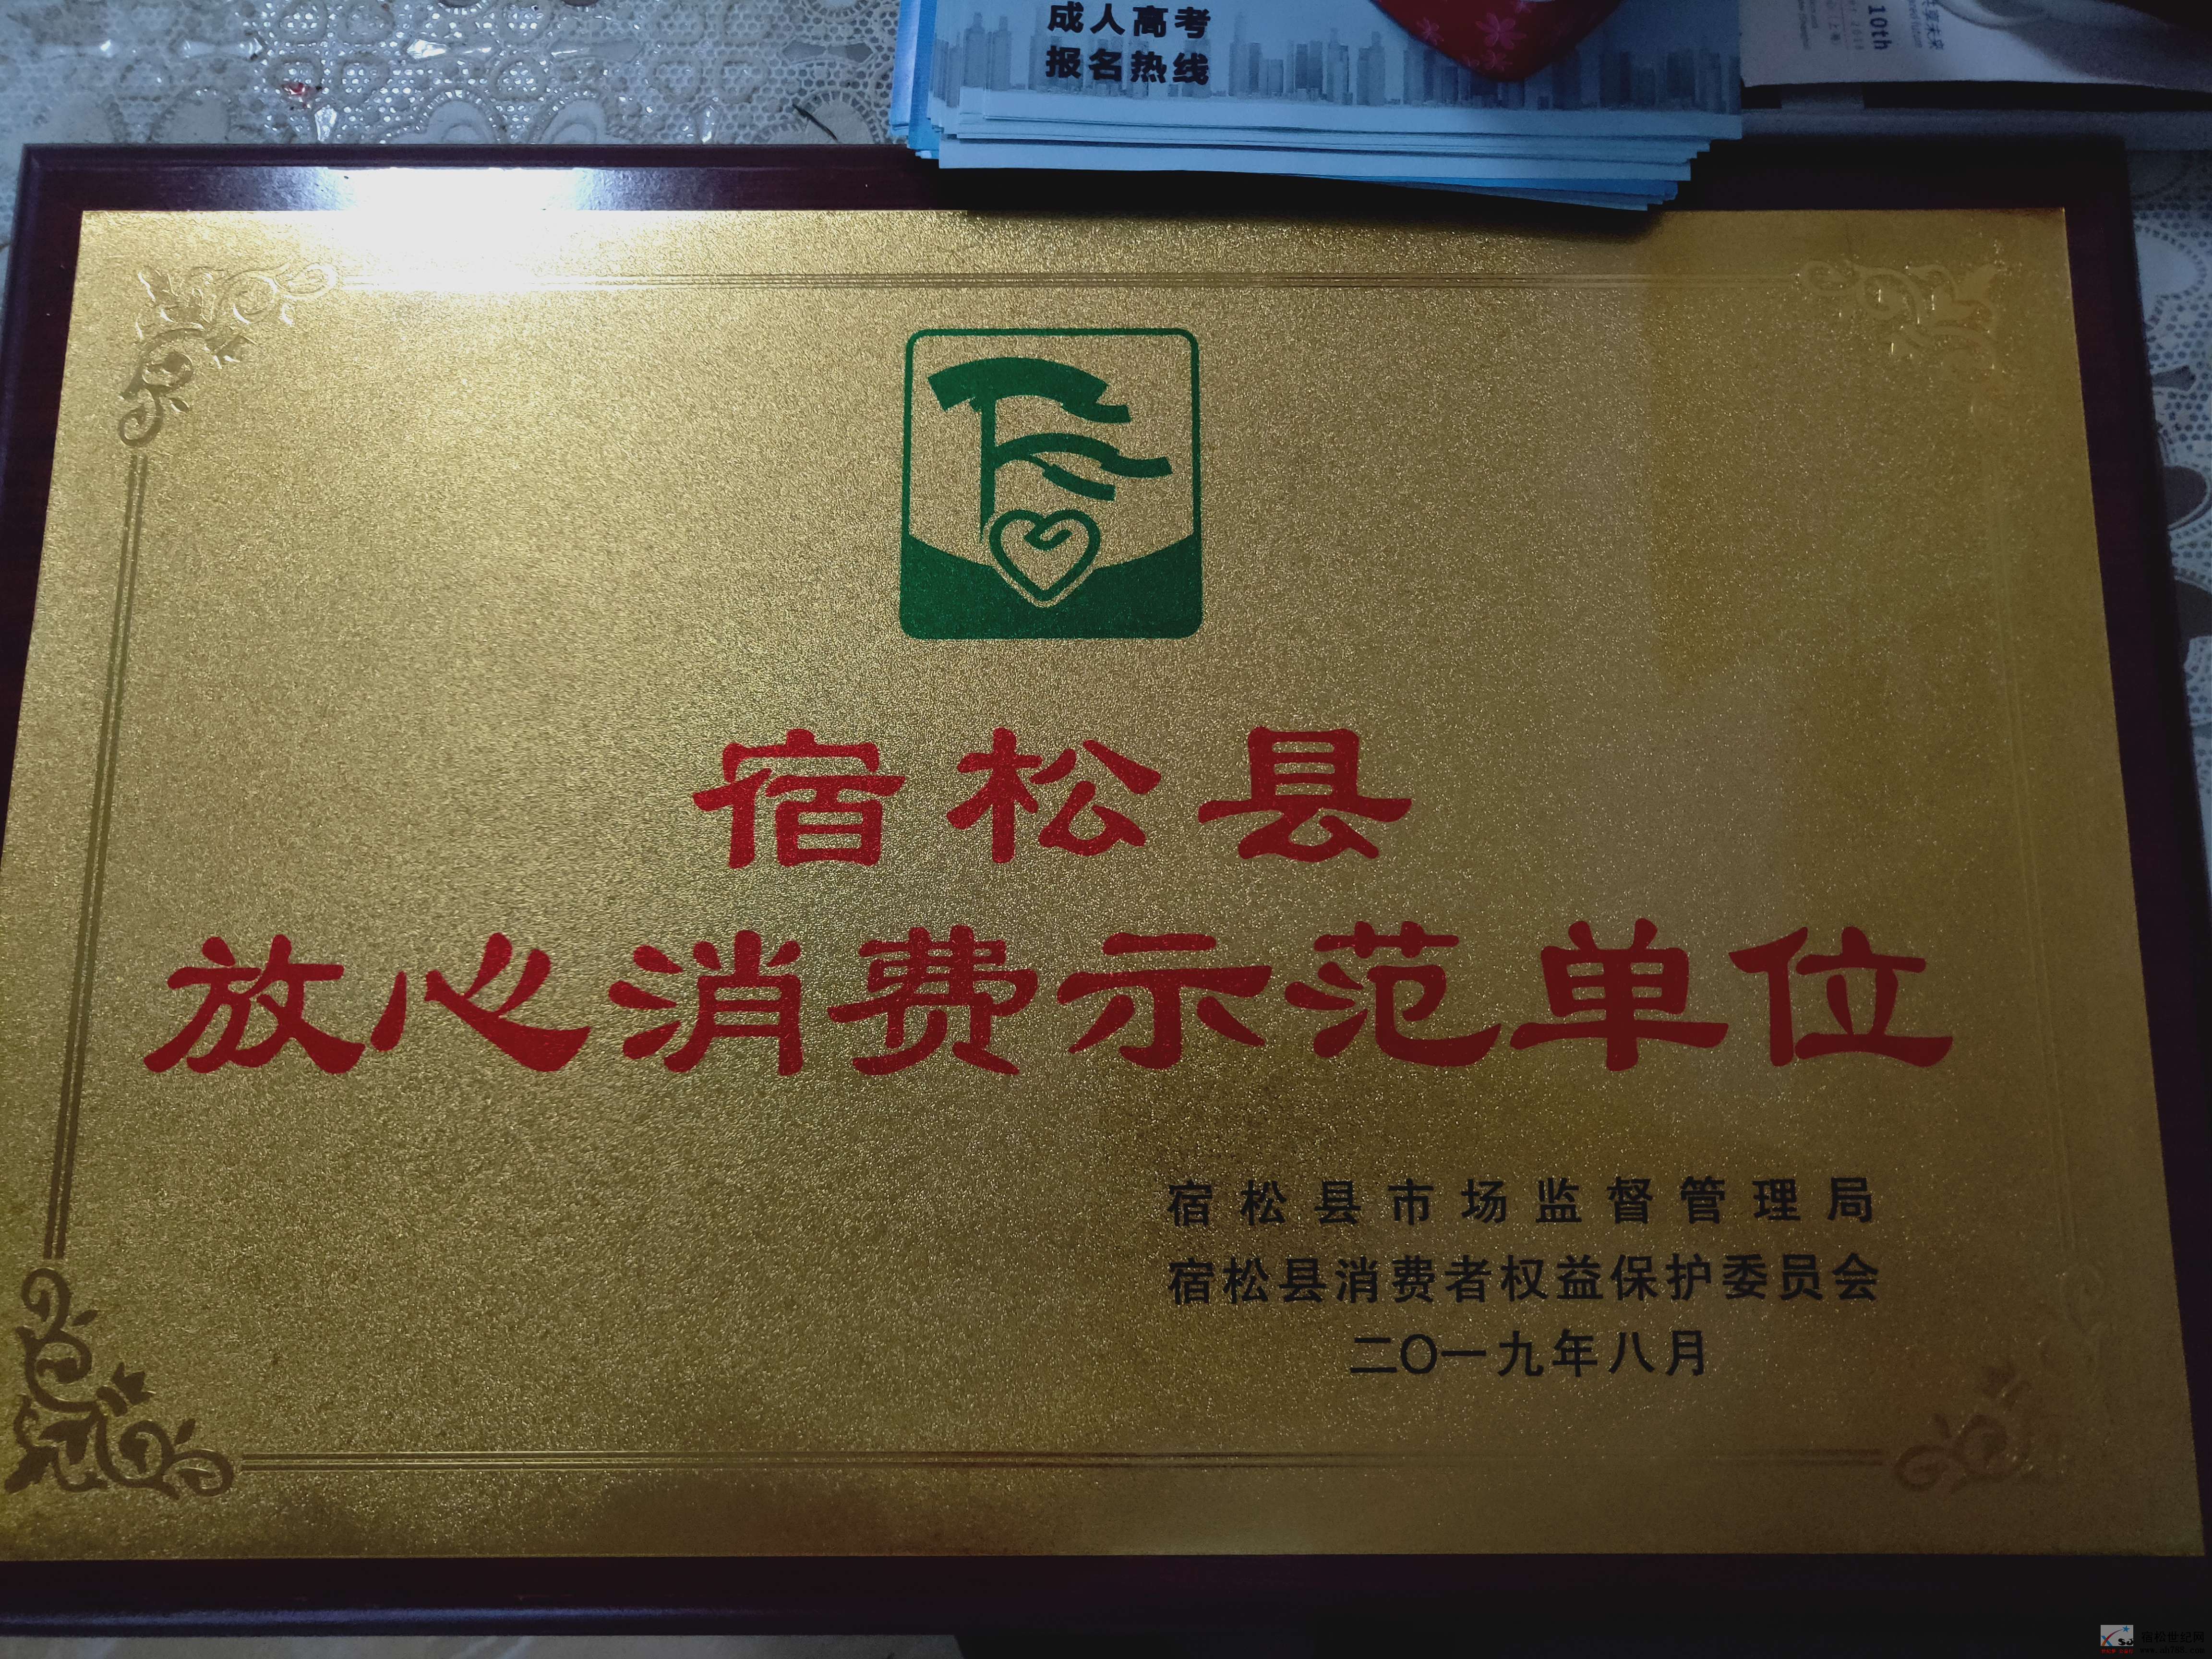 成人高考
报名热线
10th
宿松县
放心消费示范单位
宿松县市场监督管理局
宿松县消费者权益保护委员会
二〇一九年八月
宿松世纪网